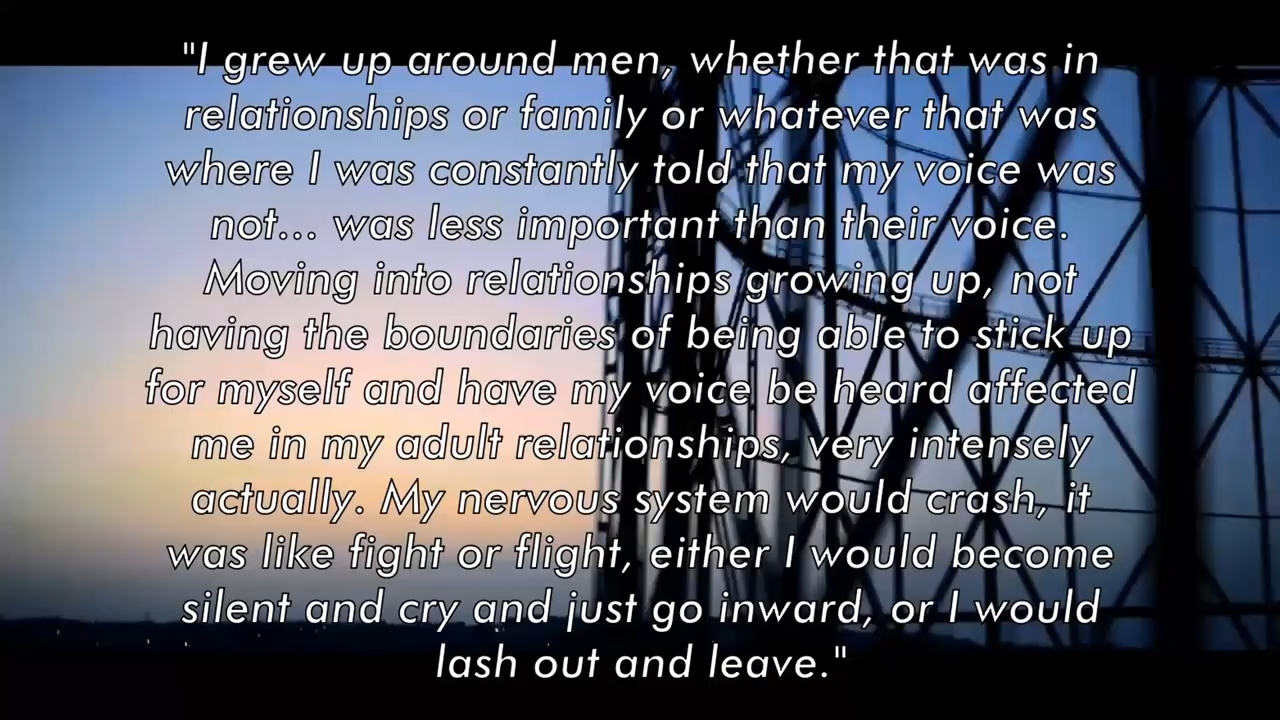 "I grew up around men, whether that was in
relationships or family or whatever that was
where I was constantly told that my voice was
not... was less important than their voice.
Moving into relationships growing up, not
having the boundaries of being able to stick up
for myself and have my voice be heard affected
me in my adult relationships, very intensely
actually. My nervous system would crash, it
was like fight or flight, either I would become
silent and cry and just go inward, or I would
lash out and leave."